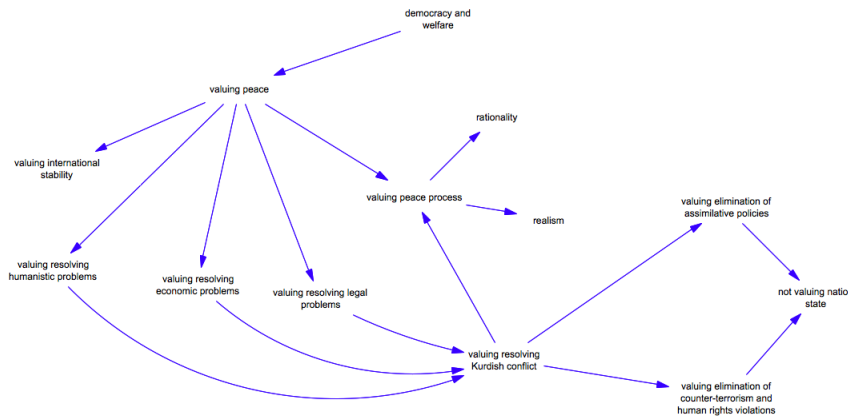 democracy and
welfare
valuing peace
rationality
valuing international
stability
valuing peace process
realism
valuing elimination of
assimilative policies
valuing resolving
humanistic problems
valuing resolving
economic problems
valuing resolving legal
problems
not valuing natio
state
valuing resolving
Kurdish conflict
valuing elimination of
counter-terrorism and
human rights violations